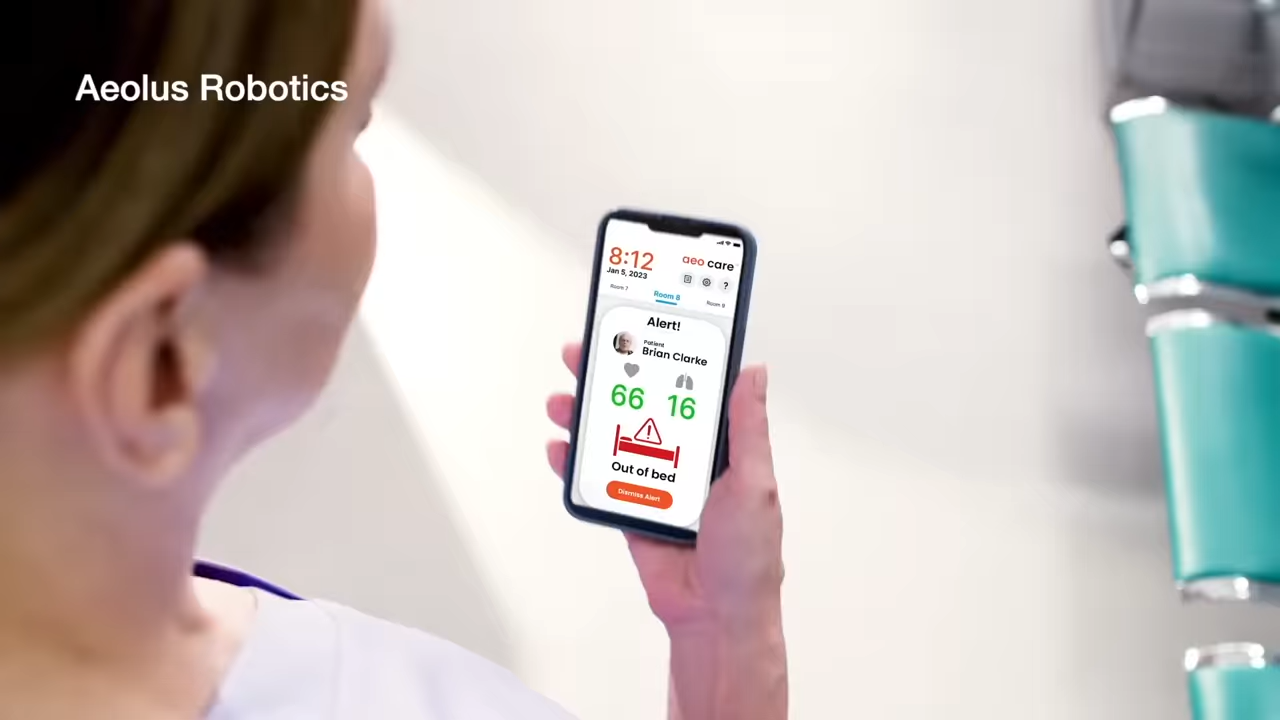 Aeolus Robotics
8:12
aeo care
Jan 5, 2023
?
Room 7
Room 8
Room 9
Alert!
Patient
Brian Clarke
66
16
Out of bed
Dismiss Alert